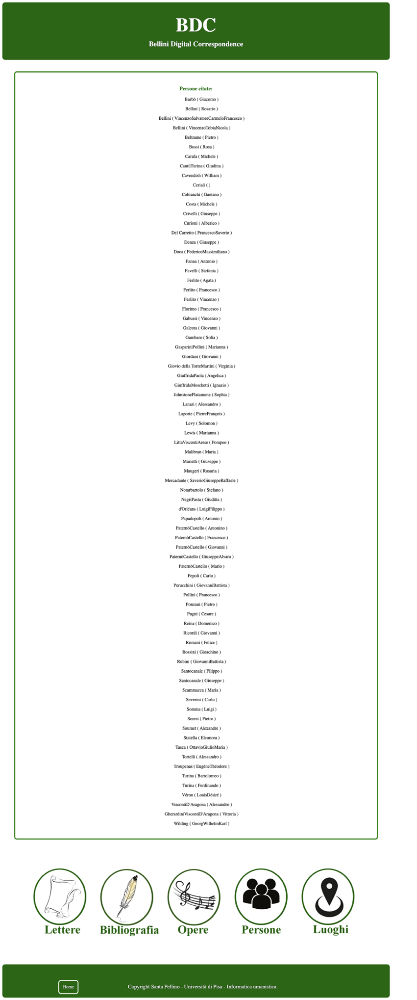 BDC
Bellini Digital Correspondence
Persone citate:
Barbò ( Giacomo )
Bellini ( Rosario )
Bellini ( VincenzoSalvatoreCarmeloFrancesco )
Bellini ( VincenzoTobiaNicola )
Beltrame ( Pietro )
Bossi ( Rosa )
Carafa ( Michele )
CantùTurina ( Giuditta )
Cavendish ( William )
Ceriali ( )
Cobianchi ( Gaetano )
Costa ( Michele )
Crivelli ( Giuseppe )
Curioni ( Alberico )
Del Carretto ( FrancescoSaverio )
Denza ( Giuseppe )
Doca ( FedericoMassimiliano )
Fanna ( Antonio )
Favelli ( Stefania )
Ferlito ( Agata )
Ferlito ( Francesco )
Ferlito ( Vincenzo )
Florimo ( Francesco )
Gabussi ( Vincenzo )
Galeota ( Giovanni )
Gambaro ( Sofia )
GaspariniPollini ( Marianna )
Giordani ( Giovanni )
Giovio della TorreMartini ( Virginia )
GiuffridaPaola ( Angelica )
GiuffridaMoschetti ( Ignazio )
JohnstonePlatamone ( Sophia )
Lanari ( Alessandro )
Laporte ( PierreFrançois )
Levy ( Solomon )
Lewis ( Marianna )
LittaViscontiArese ( Pompeo )
Malibran ( Maria )
Marietti ( Giuseppe )
Maugeri ( Rosaria )
Mercadante ( SaverioGiuseppeRaffaele )
Notarbartolo ( Stefano )
NegriPasta ( Giuditta )
d'Orléans ( LuigiFilippo )
Papadopoli ( Antonio )
PaternòCastello ( Antonino )
PaternòCastello ( Francesco )
PaternòCastello ( Giovanni )
PaternòCastello ( GiuseppeAlvaro )
PaternòCastello ( Mario )
Pepoli ( Carlo )
Perucchini ( GiovanniBattista )
Pollini ( Francesco )
Ponzani ( Pietro )
Pugni ( Cesare )
Reina ( Domenico )
Ricordi ( Giovanni )
Romani ( Felice )
Rossini ( Gioachino )
Rubini ( GiovanniBattista )
Santocanale ( Filippo )
Santocanale ( Giuseppe )
Scammacca ( Maria )
Severini ( Carlo )
Somma ( Luigi )
Soresi ( Pietro )
Soumet ( Alexandre )
Statella ( Eleonora )
Tasca ( OttavioGiulioMaria )
Tortelli ( Alessandro )
Troupenas ( EugèneThéodore )
Turina ( Bartolomeo )
Turina ( Ferdinando )
Véron ( LouisDésiré )
ViscontiD'Aragona ( Alessandro )
GherardiniViscontiD'Aragona ( Vittoria )
Wilding ( GeorgWilhelmKarl )
Lettere Bibliografia Opere Persone Luoghi
Home Copyright Santa Pellino - Università di Pisa - Informatica umanistica